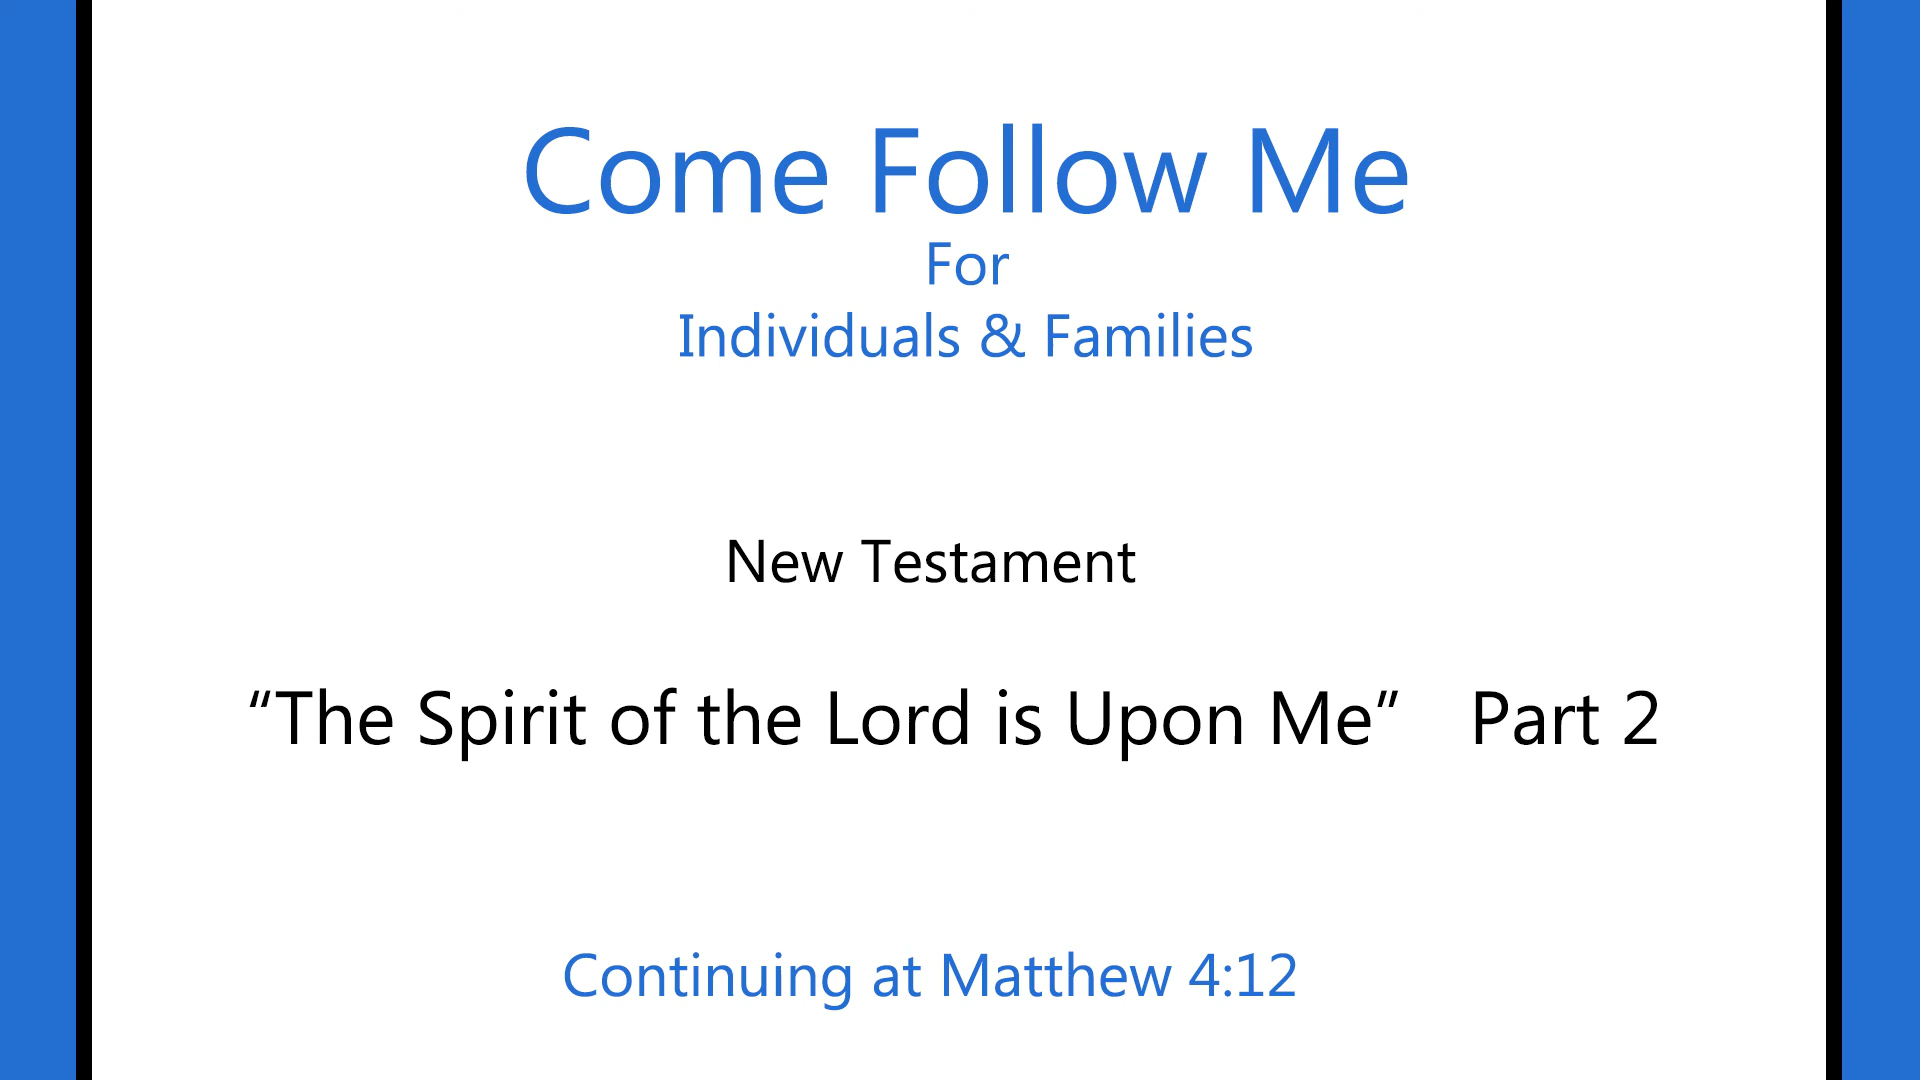 Come Follow Me
For
Individuals & Families
New Testament
“The Spirit of the Lord is Upon Me” Part 2
Continuing at Matthew 4:12